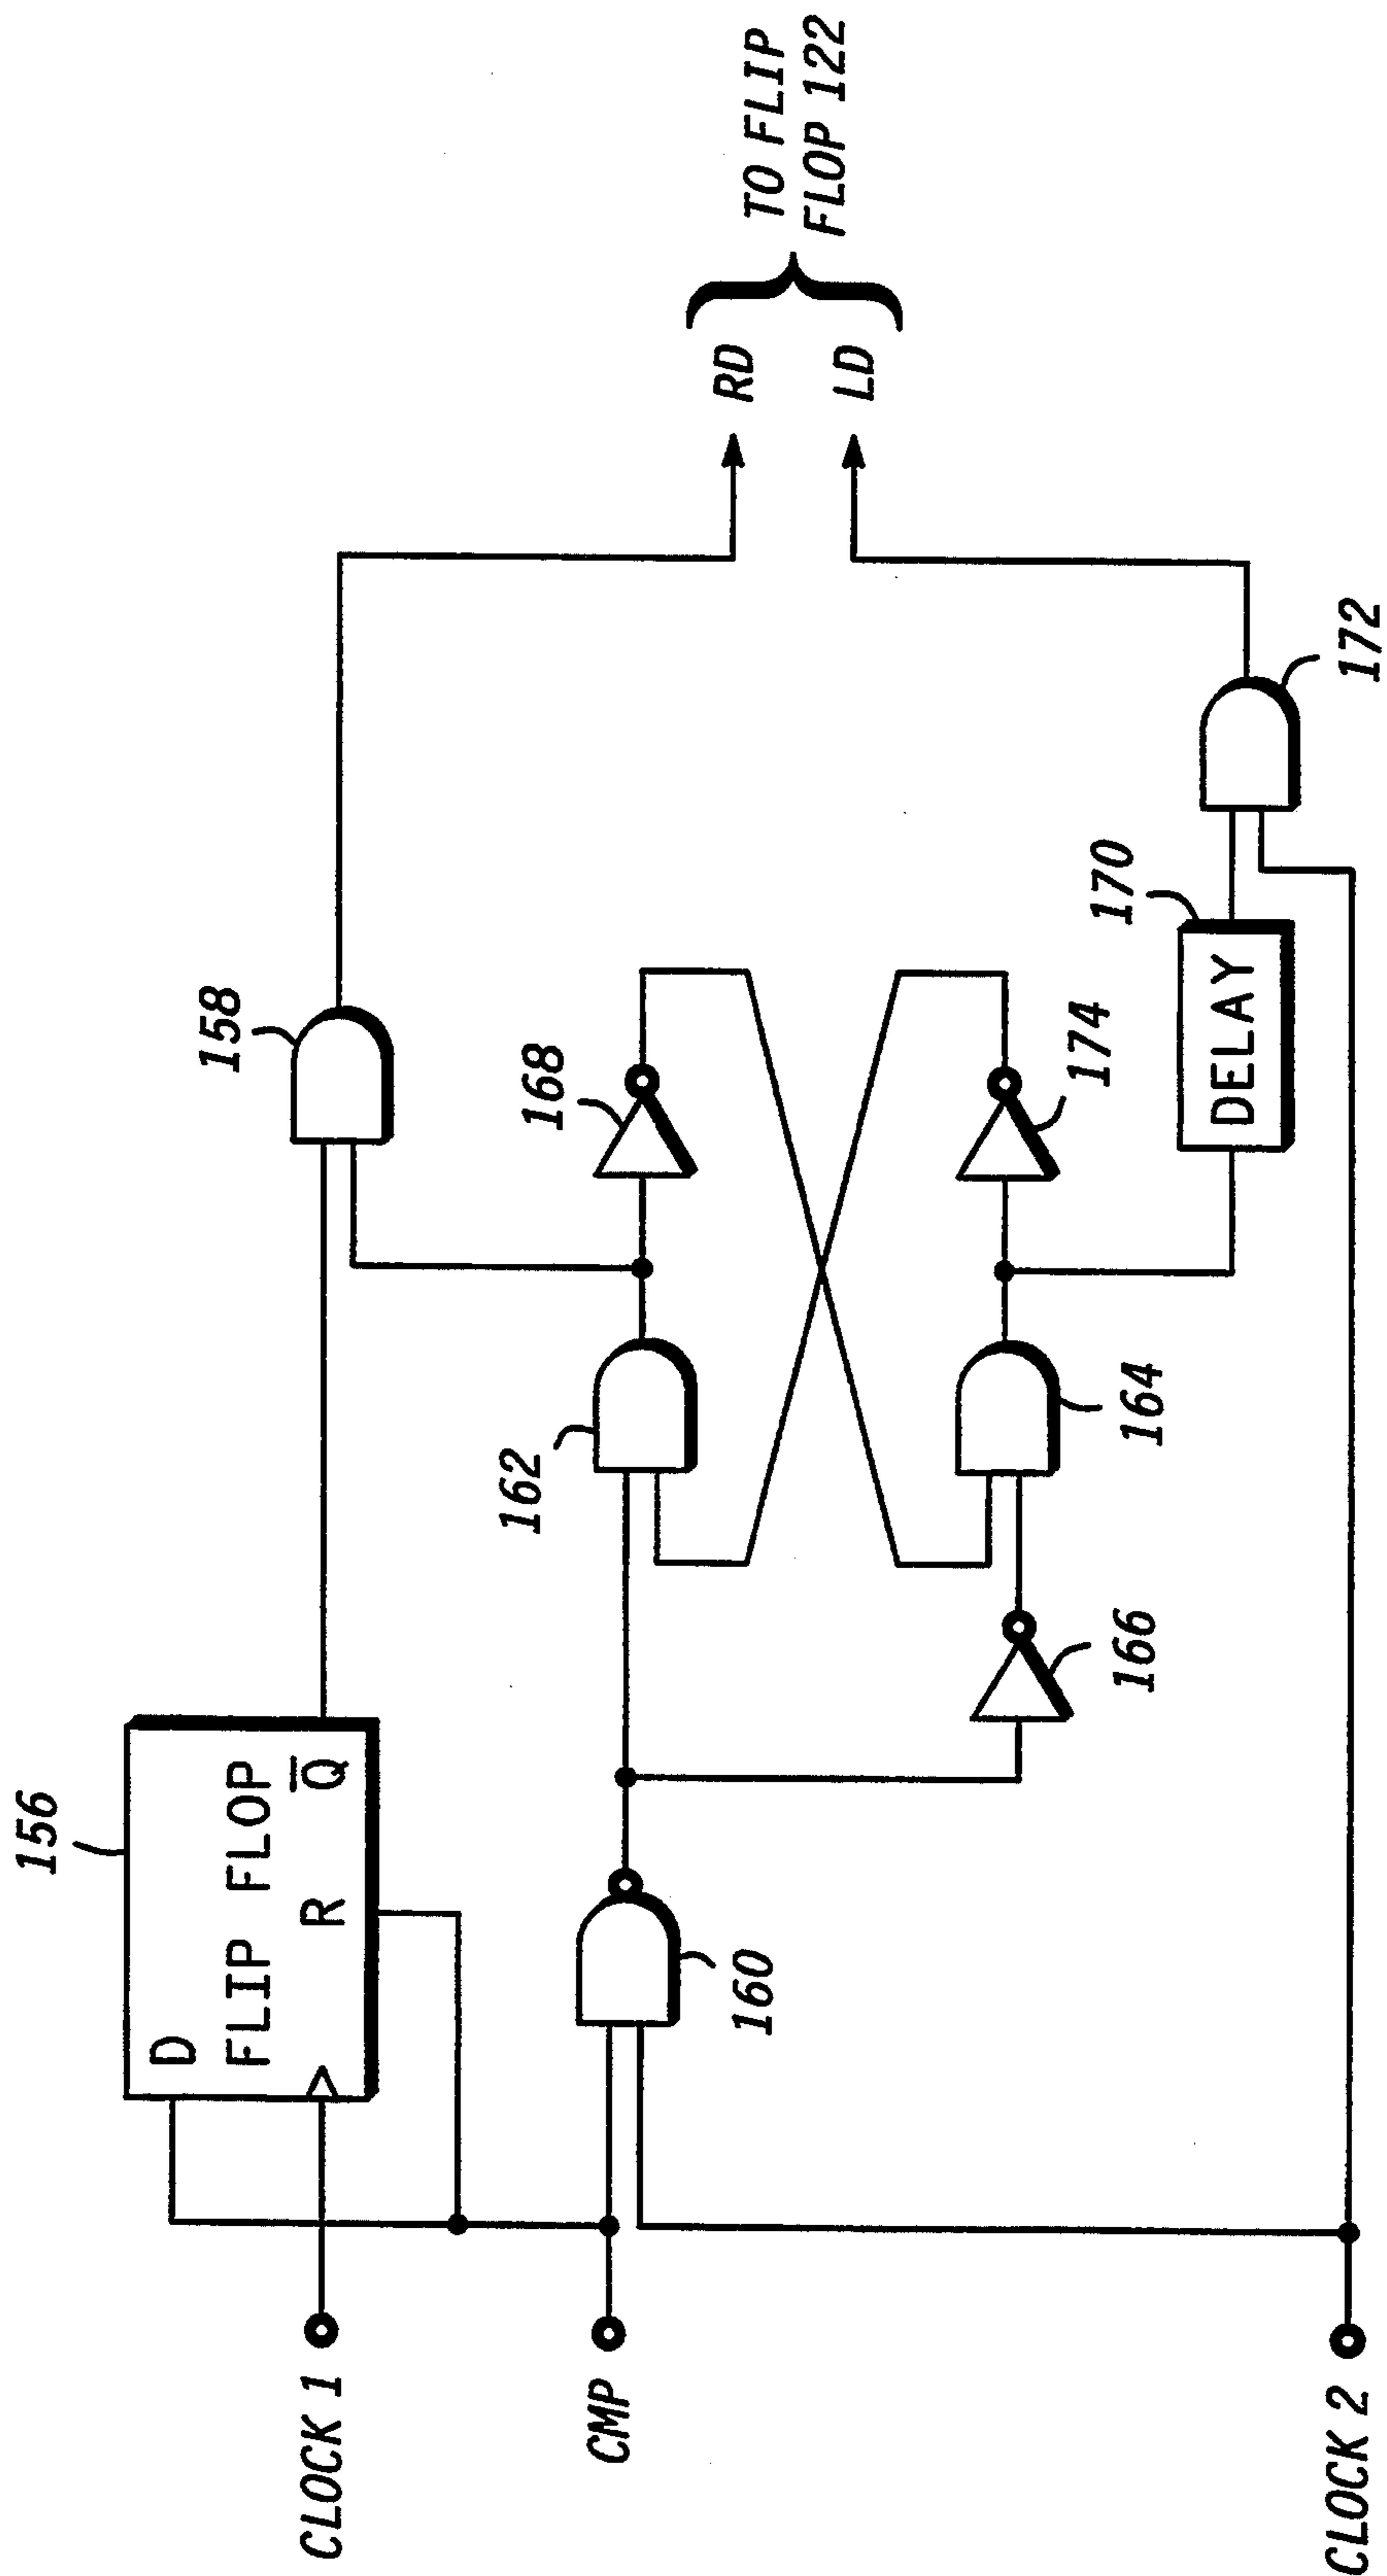 156
D
FLIP FLOP
R Q̅
CLOCK 1
158
RD
TO FLIP
FLOP 122
LD
CMP
160
162
168
166
164
174
170
DELAY
172
CLOCK 2